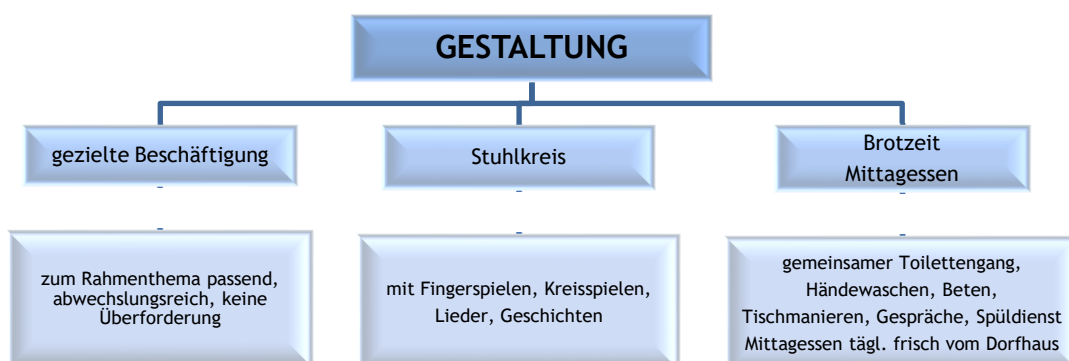 GESTALTUNG
gezielte Beschäftigung
zum Rahmenthema passend,
abwechslungsreich, keine
Überforderung
Stuhlkreis
mit Fingerspielen, Kreisspielen,
Lieder, Geschichten
Brotzeit
Mittagessen
gemeinsamer Toilettengang,
Händewaschen, Beten,
Tischmanieren, Gespräche, Spüldienst
Mittagessen tägl. frisch vom Dorfhaus